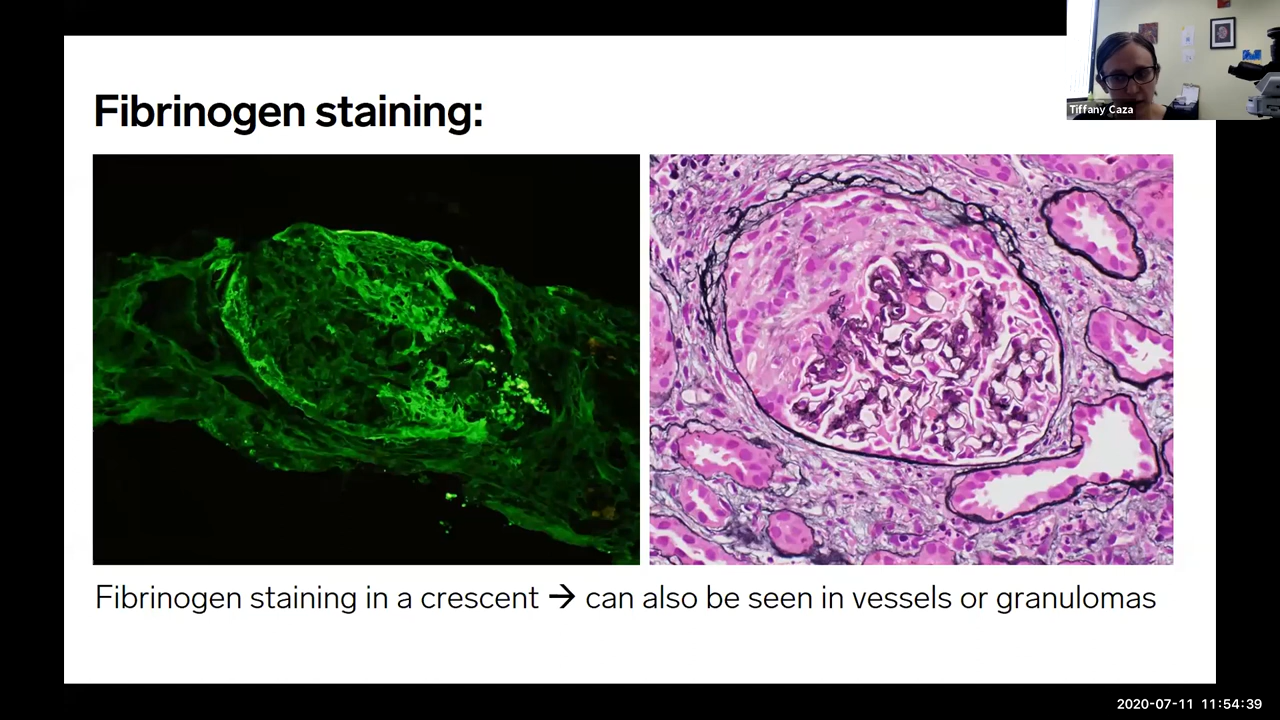 Tiffany Caza
Fibrinogen staining:
Fibrinogen staining in a crescent → can also be seen in vessels or granulomas
2020-07-11 11:54:39